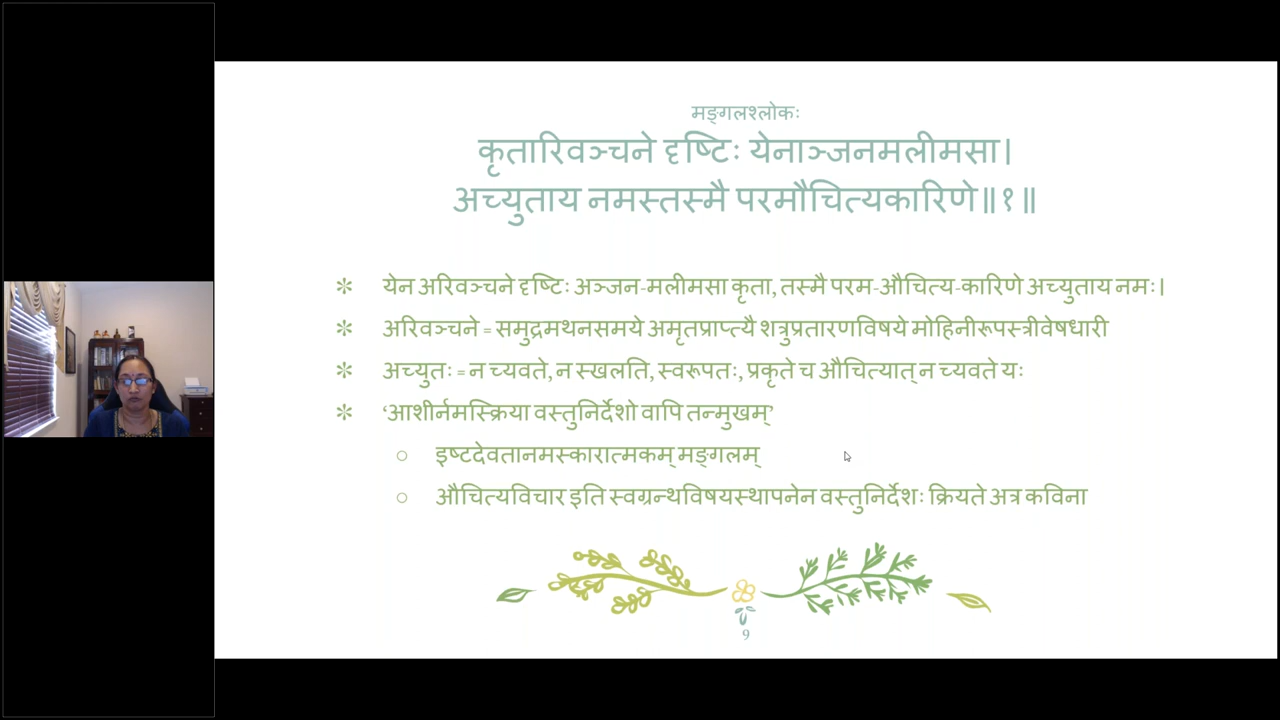 मङ्गलश्लोकः
कृतारिवञ्चने दृष्टिः येनाञ्जनमलीमसा।
अच्युताय नमस्तस्मै परमौचित्यकारिणे॥१॥
येन अरिवञ्चने दृष्टिः अञ्जन-मलीमसा कृता, तस्मै परम-औचित्य-कारिणे अच्युताय नमः।
अरिवञ्चने = समुद्रमथनसमये अमृतप्राप्त्यै शत्रुप्रतारणविषये मोहिनीरूपस्त्रीवेषधारी
अच्युतः = न च्यवते, न स्खलति, स्वरूपतः, प्रकृते च औचित्यात् न च्यवते यः
‘आशीर्नमस्क्रिया वस्तुनिर्देशो वापि तन्मुखम्’
इष्टदेवतानमस्कारात्मकम् मङ्गलम्
औचित्यविचार इति स्वग्रन्थविषयस्थापनेन वस्तुनिर्देशः क्रियते अत्र कविना
9